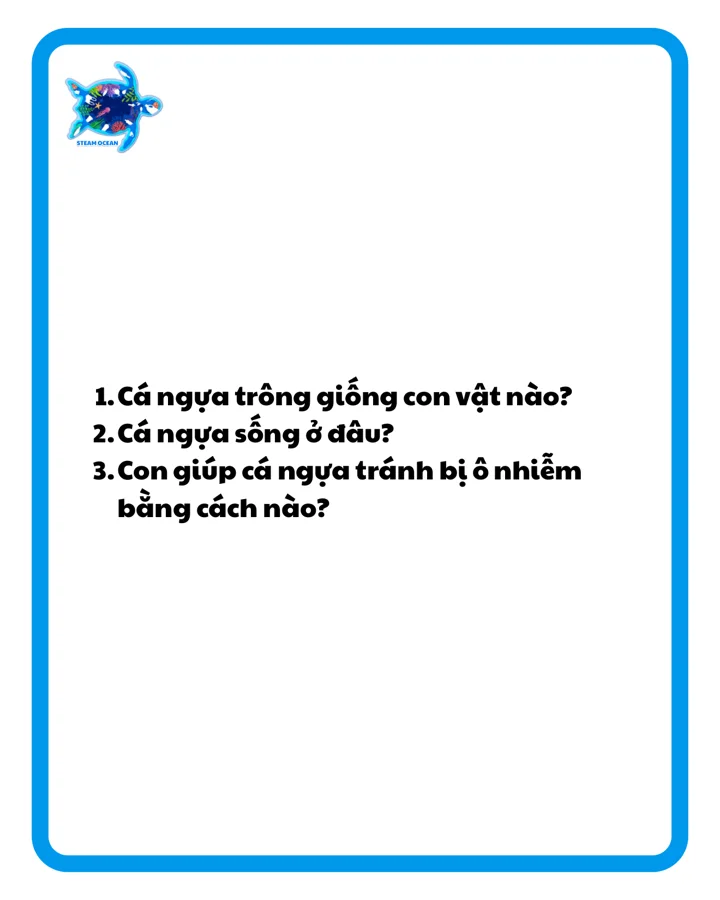 STEAM OCEAN
1. Cá ngựa trông giống con vật nào?
2. Cá ngựa sống ở đâu?
3. Con giúp cá ngựa tránh bị ô nhiễm
bằng cách nào?